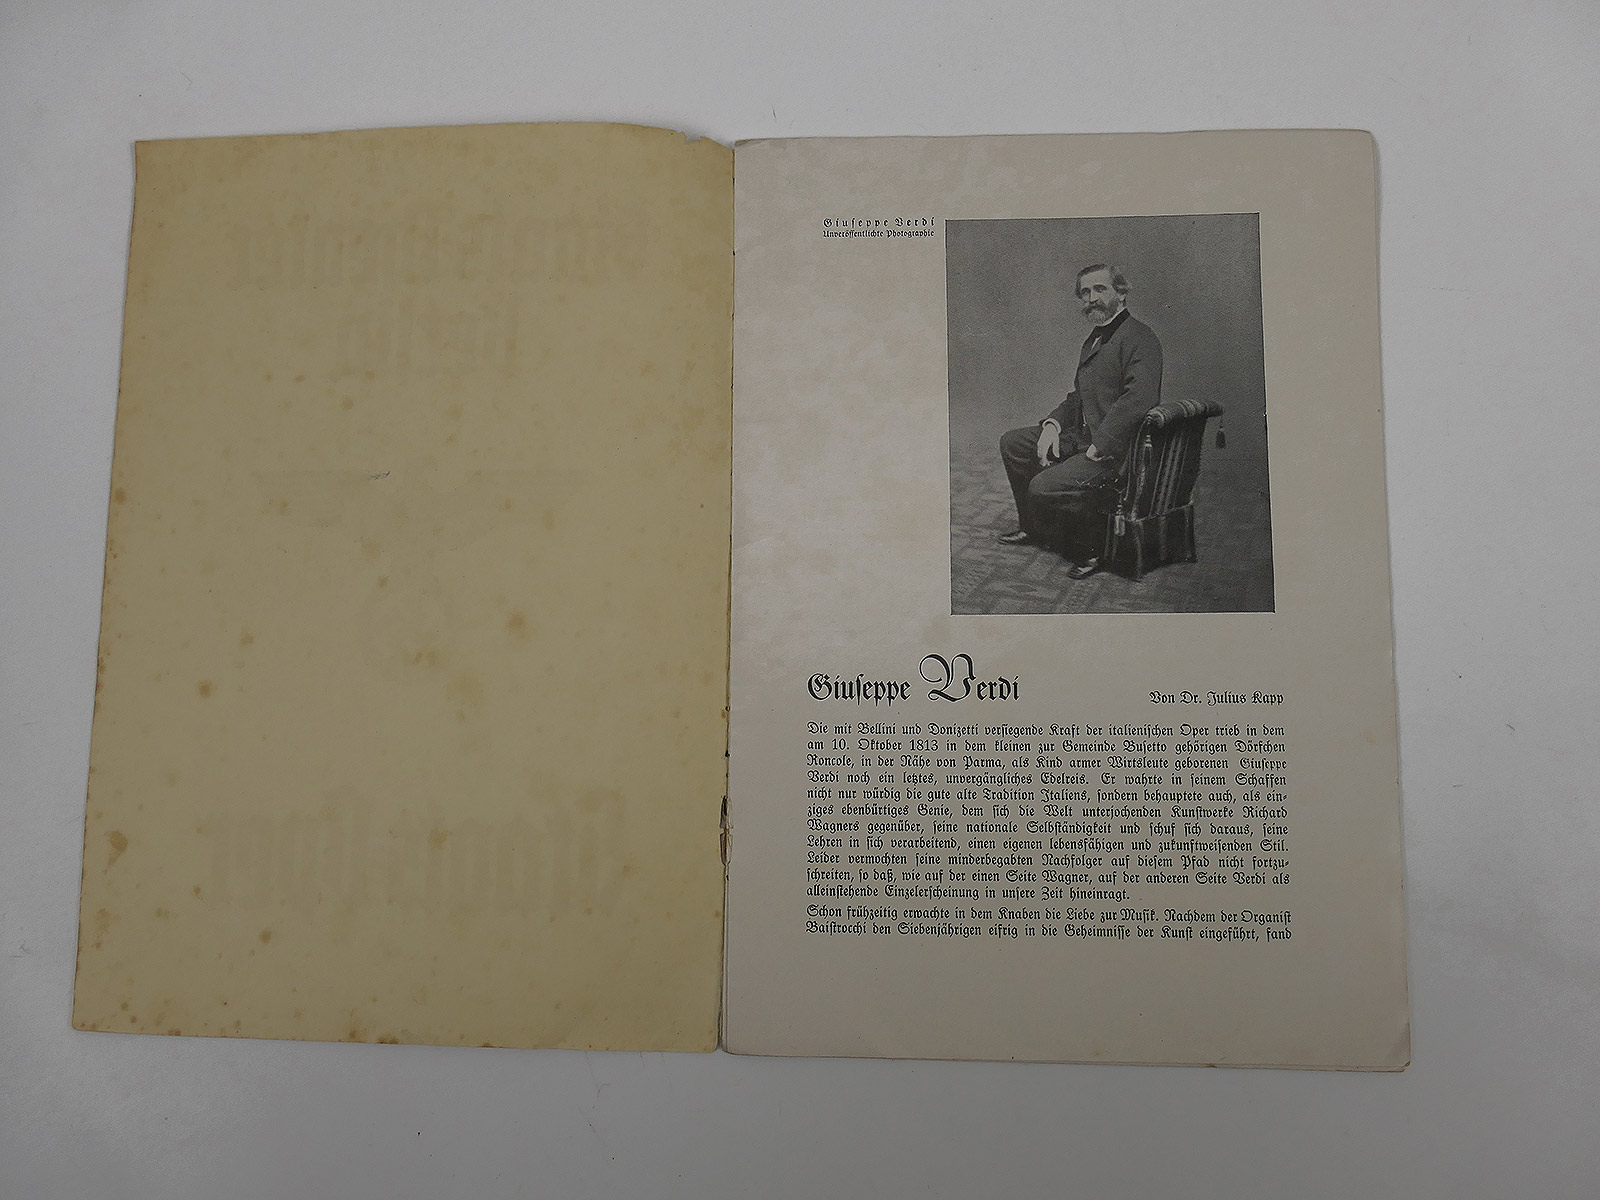 Giuseppe Verdi
Unveröffentlichte Photographie
Giuseppe Verdi
Von Dr. Julius Kapp
Die mit Bellini und Donizetti versiegende Kraft der italienischen Oper trieb in dem
am 10. Oktober 1813 in dem kleinen zur Gemeinde Busetto gehörigen Dörfchen
Roncole, in der Nähe von Parma, als Kind armer Wirtsleute geborenen Giuseppe
Verdi noch ein letztes, unvergängliches Edelreis. Er wahrte in seinem Schaffen
nicht nur würdig die gute alte Tradition Italiens, sondern behauptete auch, als ein-
ziges ebenbürtiges Genie, dem sich die Welt unterjochenden Kunstwerke Richard
Wagners gegenüber, seine nationale Selbständigkeit und schuf sich daraus, seine
Lehren in sich verarbeitend, einen eigenen lebensfähigen und zukunftweisenden Stil.
Leider vermochten seine minderbegabten Nachfolger auf diesem Pfad nicht fortzu-
schreiten, so daß, wie auf der einen Seite Wagner, auf der anderen Seite Verdi als
alleinstehende Einzelerscheinung in unsere Zeit hineinragt.
Schon frühzeitig erwachte in dem Knaben die Liebe zur Musik. Nachdem der Organist
Baistrocchi den Siebenjährigen eifrig in die Geheimnisse der Kunst eingeführt, fand